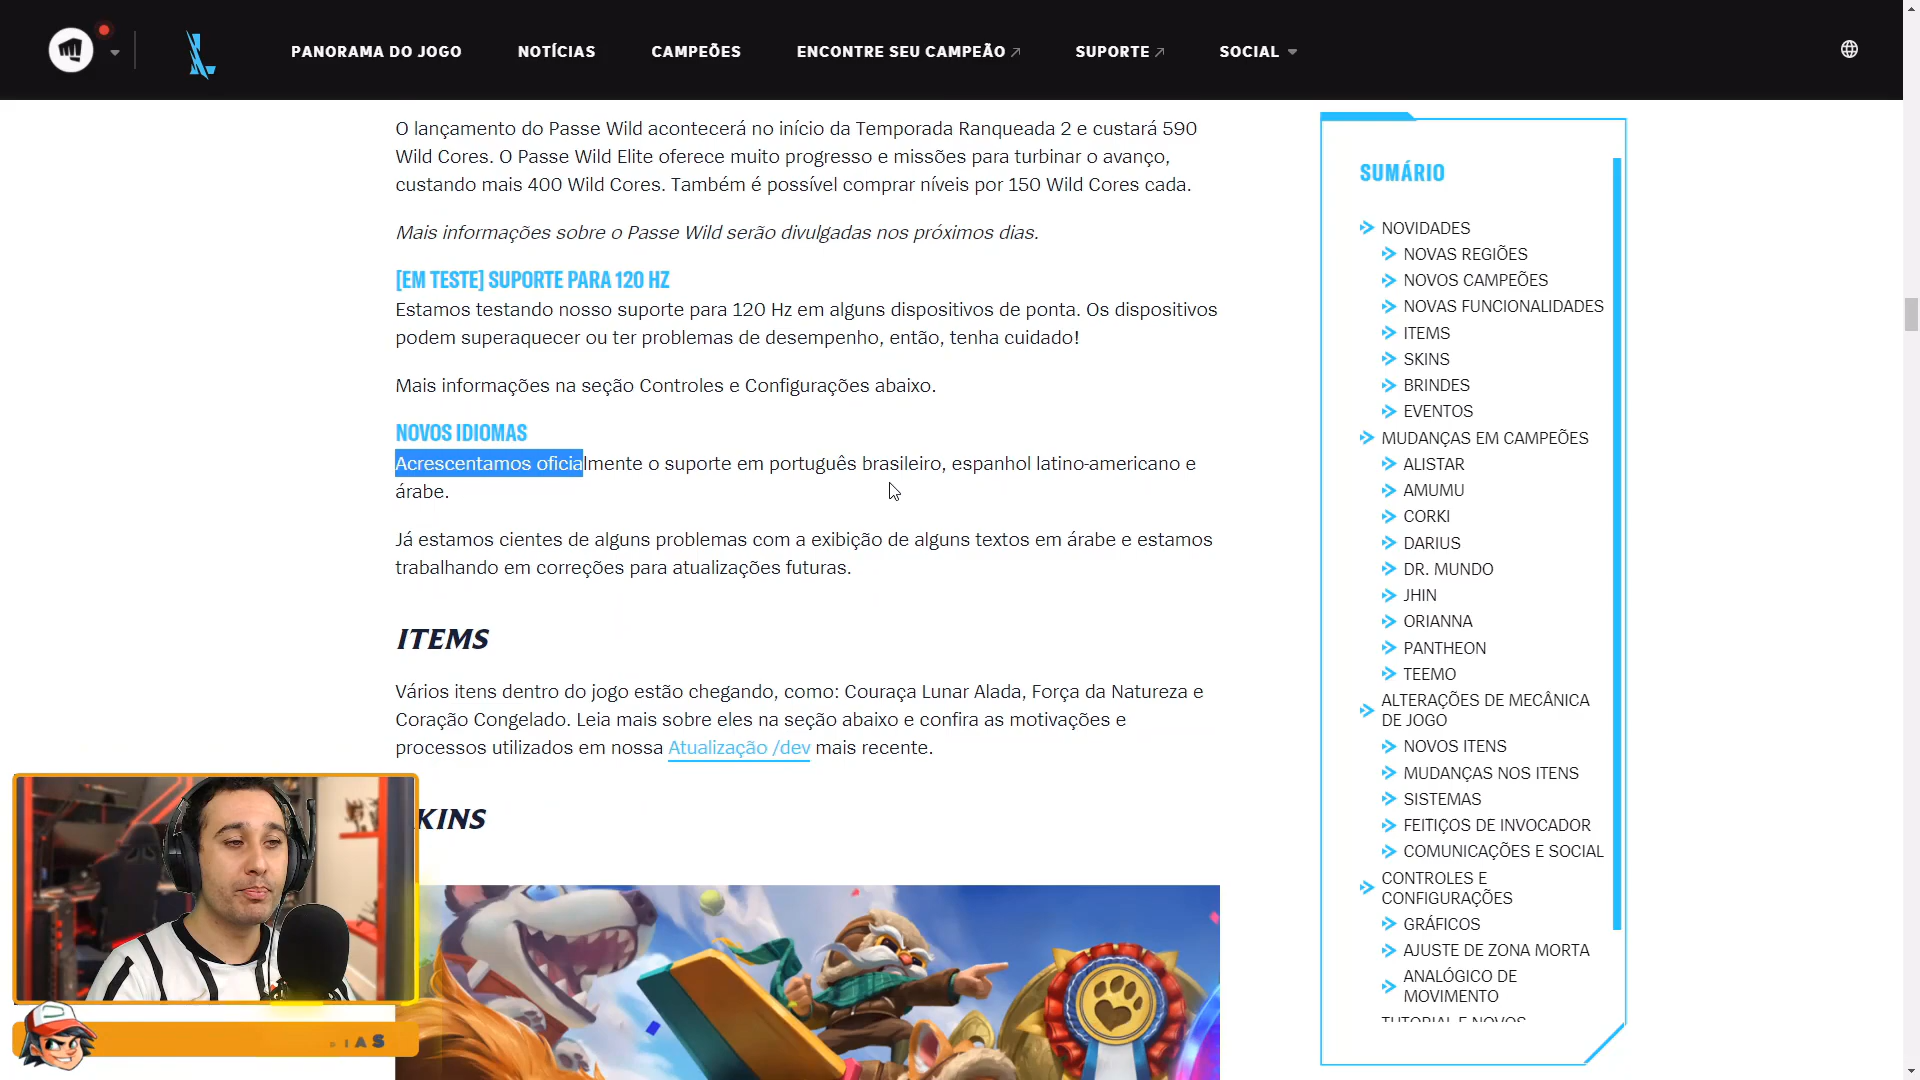 PANORAMA DO JOGO
NOTÍCIAS
CAMPEÕES
ENCONTRE SEU CAMPEÃO
SUPORTE
SOCIAL
O lançamento do Passe Wild acontecerá no início da Temporada Ranqueada 2 e custará 590
Wild Cores. O Passe Wild Elite oferece muito progresso e missões para turbinar o avanço,
custando mais 400 Wild Cores. Também é possível comprar níveis por 150 Wild Cores cada.
Mais informações sobre o Passe Wild serão divulgadas nos próximos dias.
[EM TESTE] SUPORTE PARA 120 HZ
Estamos testando nosso suporte para 120 Hz em alguns dispositivos de ponta. Os dispositivos
podem superaquecer ou ter problemas de desempenho, então, tenha cuidado!
Mais informações na seção Controles e Configurações abaixo.
NOVOS IDIOMAS
Acrescentamos oficialmente o suporte em português brasileiro, espanhol latino-americano e
árabe.
Já estamos cientes de alguns problemas com a exibição de alguns textos em árabe e estamos
trabalhando em correções para atualizações futuras.
ITEMS
Vários itens dentro do jogo estão chegando, como: Couraça Lunar Alada, Força da Natureza e
Coração Congelado. Leia mais sobre eles na seção abaixo e confira as motivações e
processos utilizados em nossa Atualização /dev mais recente.
KINS
SUMÁRIO
NOVIDADES
NOVAS REGIÕES
NOVOS CAMPEÕES
NOVAS FUNCIONALIDADES
ITEMS
SKINS
BRINDES
EVENTOS
MUDANÇAS EM CAMPEÕES
ALISTAR
AMUMU
CORKI
DARIUS
DR. MUNDO
JHIN
ORIANNA
PANTHEON
TEEMO
ALTERAÇÕES DE MECÂNICA
DE JOGO
NOVOS ITENS
MUDANÇAS NOS ITENS
SISTEMAS
FEITIÇOS DE INVOCADOR
COMUNICAÇÕES E SOCIAL
CONTROLES E
CONFIGURAÇÕES
GRÁFICOS
AJUSTE DE ZONA MORTA
ANALÓGICO DE
MOVIMENTO
TUTORIAL E NOVOS
DIAS